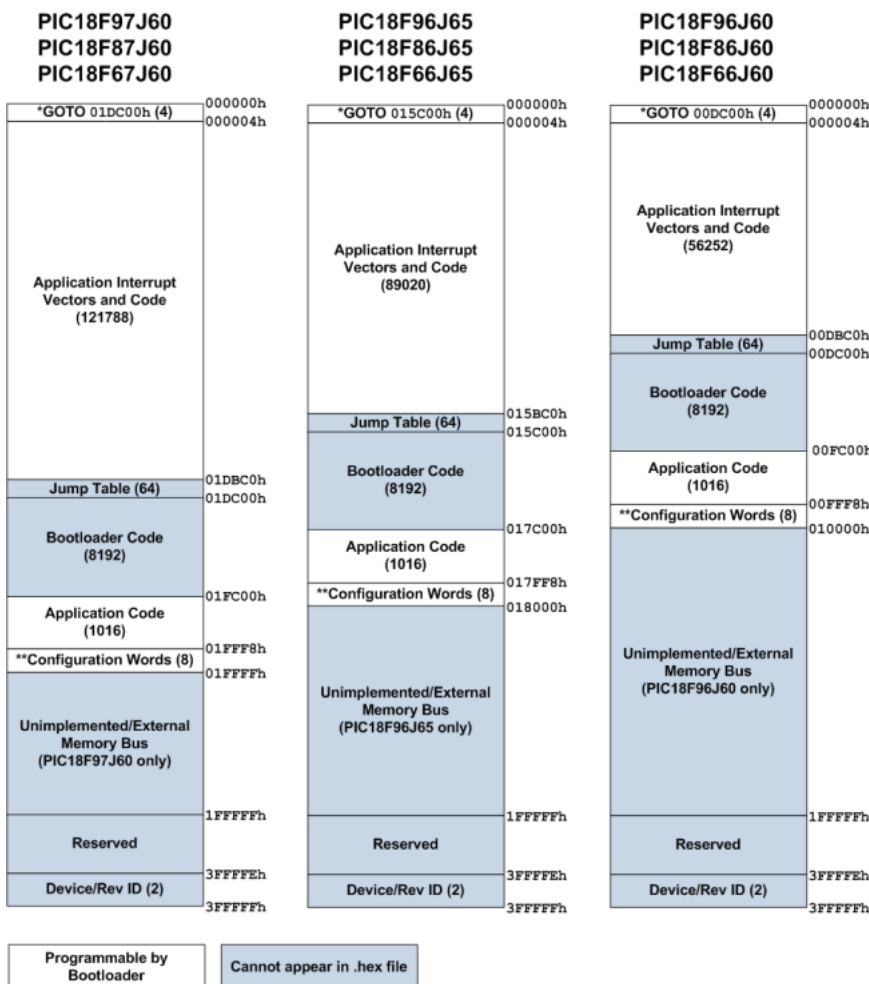 PIC18F97J60
PIC18F87J60
PIC18F67J60
*GOTO 01DC00h (4)
000000h
000004h
Application Interrupt
Vectors and Code
(121788)
01DBC0h
Jump Table (64)
01DC00h
Bootloader Code
(8192)
01FC00h
Application Code
(1016)
01FFF8h
**Configuration Words (8)
01FFFFh
Unimplemented/External
Memory Bus
(PIC18F97J60 only)
1FFFFFh
Reserved
3FFFFEh
Device/Rev ID (2)
3FFFFFh
PIC18F96J65
PIC18F86J65
PIC18F66J65
*GOTO 015C00h (4)
000000h
000004h
Application Interrupt
Vectors and Code
(89020)
015BC0h
Jump Table (64)
015C00h
Bootloader Code
(8192)
017C00h
Application Code
(1016)
017FF8h
**Configuration Words (8)
018000h
Unimplemented/External
Memory Bus
(PIC18F96J65 only)
1FFFFFh
Reserved
3FFFFEh
Device/Rev ID (2)
3FFFFFh
PIC18F96J60
PIC18F86J60
PIC18F66J60
*GOTO 00DC00h (4)
000000h
000004h
Application Interrupt
Vectors and Code
(56252)
00DBC0h
Jump Table (64)
00DC00h
Bootloader Code
(8192)
00FC00h
Application Code
(1016)
00FFF8h
**Configuration Words (8)
010000h
Unimplemented/External
Memory Bus
(PIC18F96J60 only)
1FFFFFh
Reserved
3FFFFEh
Device/Rev ID (2)
3FFFFFh
Programmable by
Bootloader
Cannot appear in .hex file